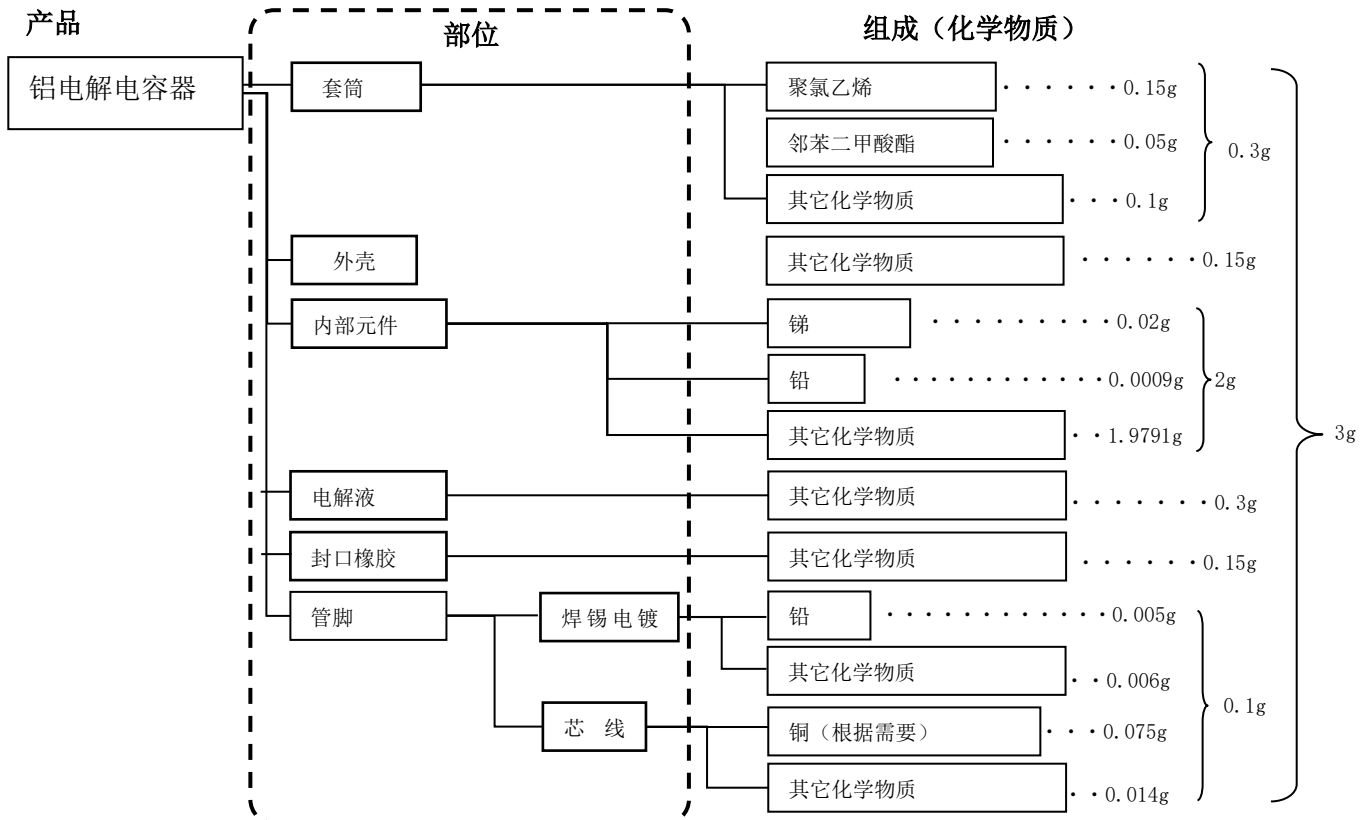 产品
部位
组成（化学物质）
铝电解电容器
套筒
聚氯乙烯 ······0.15g
邻苯二甲酸酯 ······0.05g
0.3g
其它化学物质 ···0.1g
外壳
其它化学物质 ······0.15g
内部元件
锑 ·········0.02g
铅 ············0.0009g
2g
其它化学物质 ··1.9791g
3g
电解液
其它化学物质 ·······0.3g
封口橡胶
其它化学物质 ······0.15g
管脚
焊锡电镀
铅 ·············0.005g
其它化学物质 ··0.006g
0.1g
芯 线
铜（根据需要） ···0.075g
其它化学物质 ··0.014g